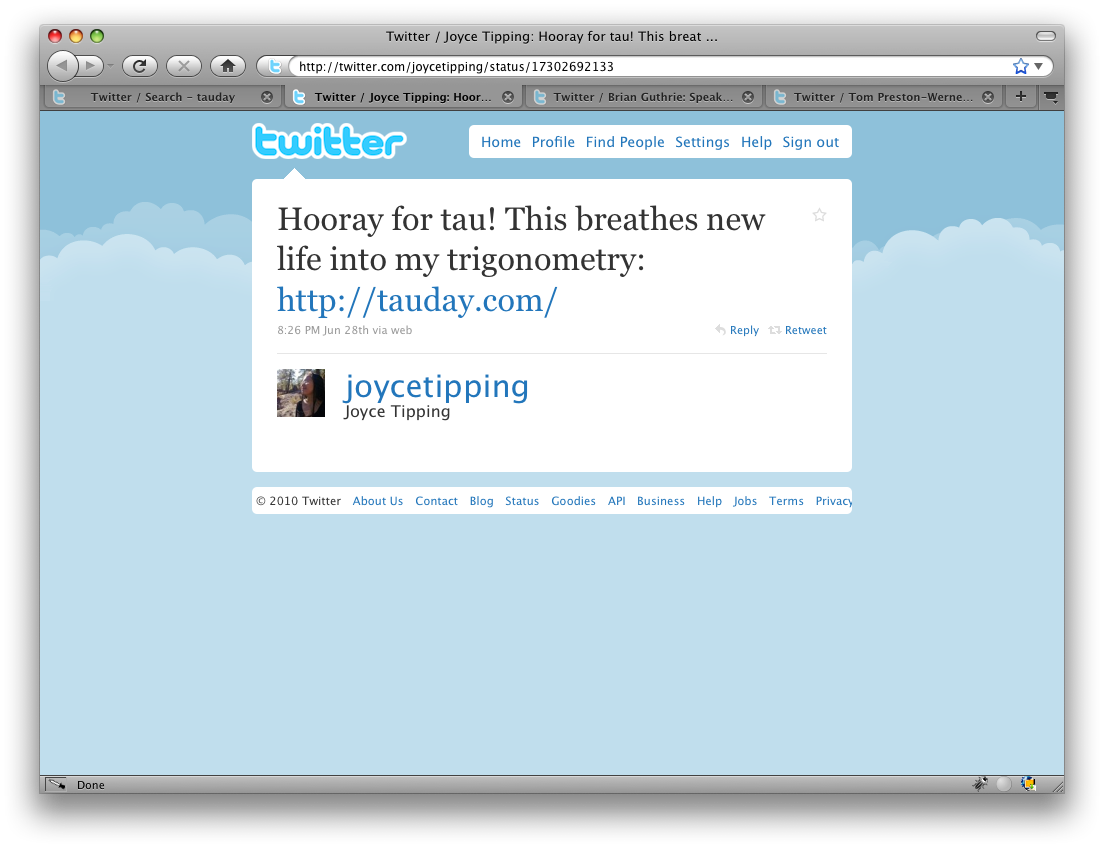 Twitter / Joyce Tipping: Hooray for tau! This breat ...
http://twitter.com/joycetipping/status/17302692133
Twitter / Search - tauday
Twitter / Joyce Tipping: Hoor...
Twitter / Brian Guthrie: Speak...
Twitter / Tom Preston-Werne...
twitter
Home Profile Find People Settings Help Sign out
Hooray for tau! This breathes new
life into my trigonometry:
http://tauday.com/
8:26 PM Jun 28th via web
Reply Retweet
joycetipping
Joyce Tipping
© 2010 Twitter About Us Contact Blog Status Goodies API Business Help Jobs Terms Privacy
Done